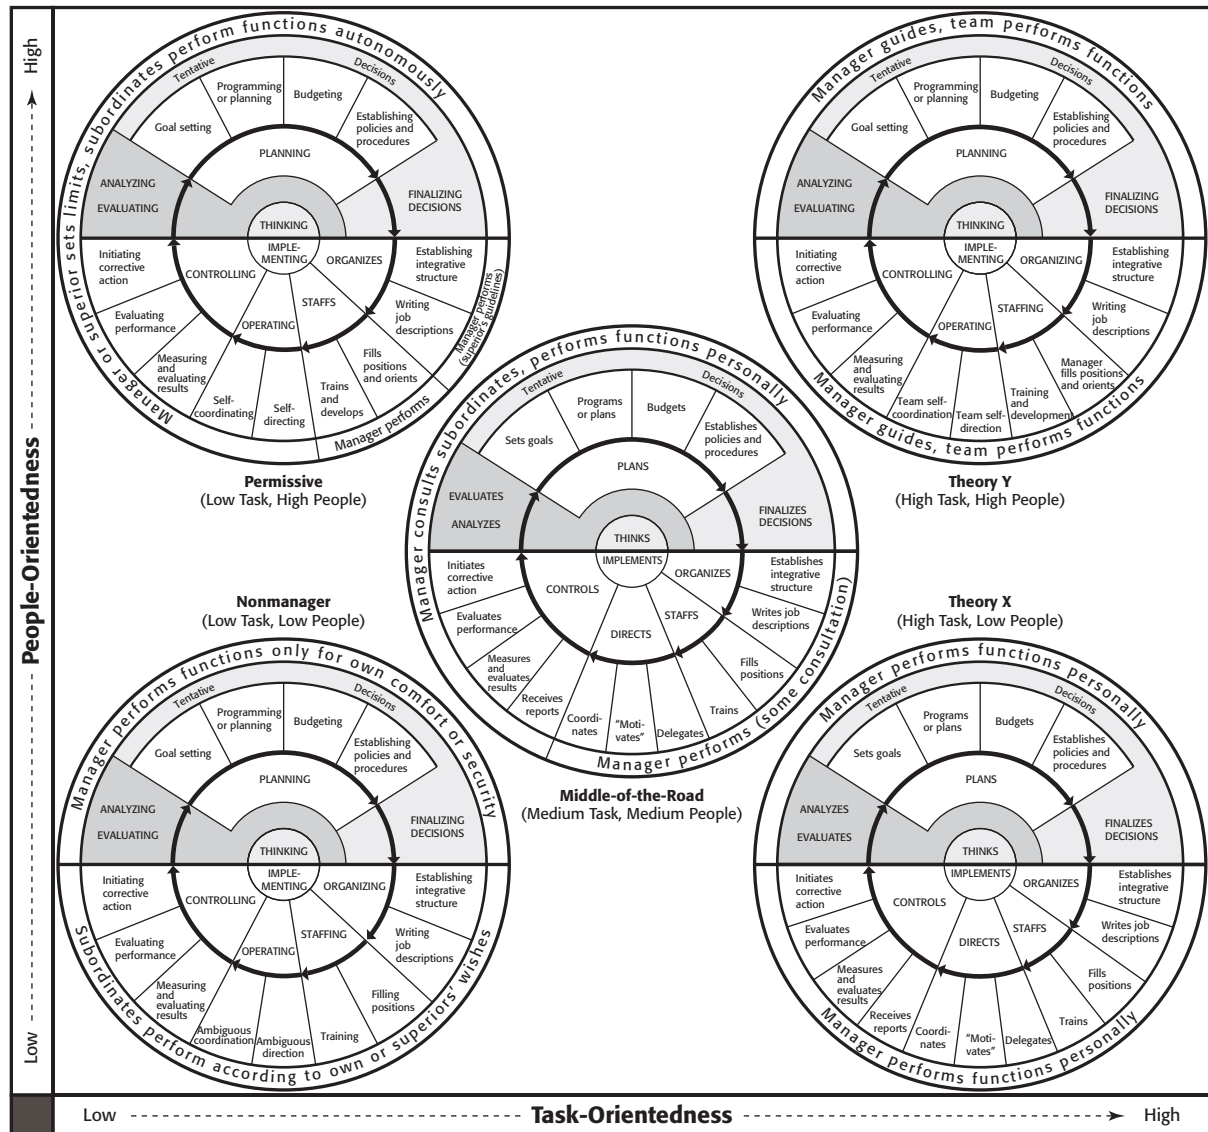 High
People-Orientedness
Low
Manager or superior sets limits, subordinates perform functions autonomously
Tentative
Decisions
Programming
or planning
Budgeting
Goal setting
Establishing
policies and
procedures
PLANNING
ANALYZING
EVALUATING
FINALIZING
DECISIONS
THINKING
IMPLE-
MENTING
ORGANIZES
CONTROLLING
STAFFS
OPERATING
Initiating
corrective
action
Establishing
integrative
structure
Evaluating
performance
Writing
job
descriptions
Measuring
and
evaluating
results
Self-
coordinating
Self-
directing
Trains
and
develops
Fills
positions
and orients
Manager performs
(superior's guidelines)
Manager performs
Permissive
(Low Task, High People)
Manager guides, team performs functions
Tentative
Decisions
Programming
or planning
Budgeting
Goal setting
Establishing
policies and
procedures
PLANNING
ANALYZING
EVALUATING
FINALIZING
DECISIONS
THINKING
IMPLE-
MENTING
ORGANIZING
CONTROLLING
STAFFING
OPERATING
Initiating
corrective
action
Establishing
integrative
structure
Evaluating
performance
Writing
job
descriptions
Measuring
and
evaluating
results
Team self-
coordination
Team self-
direction
Training
and
development
Manager
fills positions
and orients
Manager guides, team performs functions
Theory Y
(High Task, High People)
Manager consults subordinates, performs functions personally
Tentative
Decisions
Programs
or plans
Budgets
Sets goals
Establishes
policies and
procedures
PLANS
EVALUATES
ANALYZES
FINALIZES
DECISIONS
THINKS
IMPLEMENTS
ORGANIZES
CONTROLS
STAFFS
DIRECTS
Initiates
corrective
action
Establishes
integrative
structure
Evaluates
performance
Writes job
descriptions
Measures
and
evaluates
results
Fills
positions
Receives
reports
Coordi-
nates
"Moti-
vates"
Delegates
Trains
Manager performs (some consultation)
Middle-of-the-Road
(Medium Task, Medium People)
Nonmanager
(Low Task, Low People)
Manager performs functions only for own comfort or security
Tentative
Decisions
Programming
or planning
Budgeting
Goal setting
Establishing
policies and
procedures
PLANNING
ANALYZING
EVALUATING
FINALIZING
DECISIONS
THINKING
IMPLE-
MENTING
ORGANIZING
CONTROLLING
STAFFING
OPERATING
Initiating
corrective
action
Establishing
integrative
structure
Evaluating
performance
Writing
job
descriptions
Measuring
and
evaluating
results
Filling
positions
Ambiguous
coordination
Ambiguous
direction
Training
Subordinates perform according to own or superiors' wishes
Theory X
(High Task, Low People)
Manager performs functions personally
Tentative
Decisions
Programs
or plans
Budgets
Sets goals
Establishes
policies and
procedures
PLANS
ANALYZES
EVALUATES
FINALIZES
DECISIONS
THINKS
IMPLEMENTS
ORGANIZES
CONTROLS
STAFFS
DIRECTS
Initiates
corrective
action
Establishes
integrative
structure
Evaluates
performance
Writes job
descriptions
Measures
and
evaluates
results
Fills
positions
Receives
reports
Coordi-
nates
"Moti-
vates"
Delegates
Trains
Manager performs functions personally
Low
Task-Orientedness
High